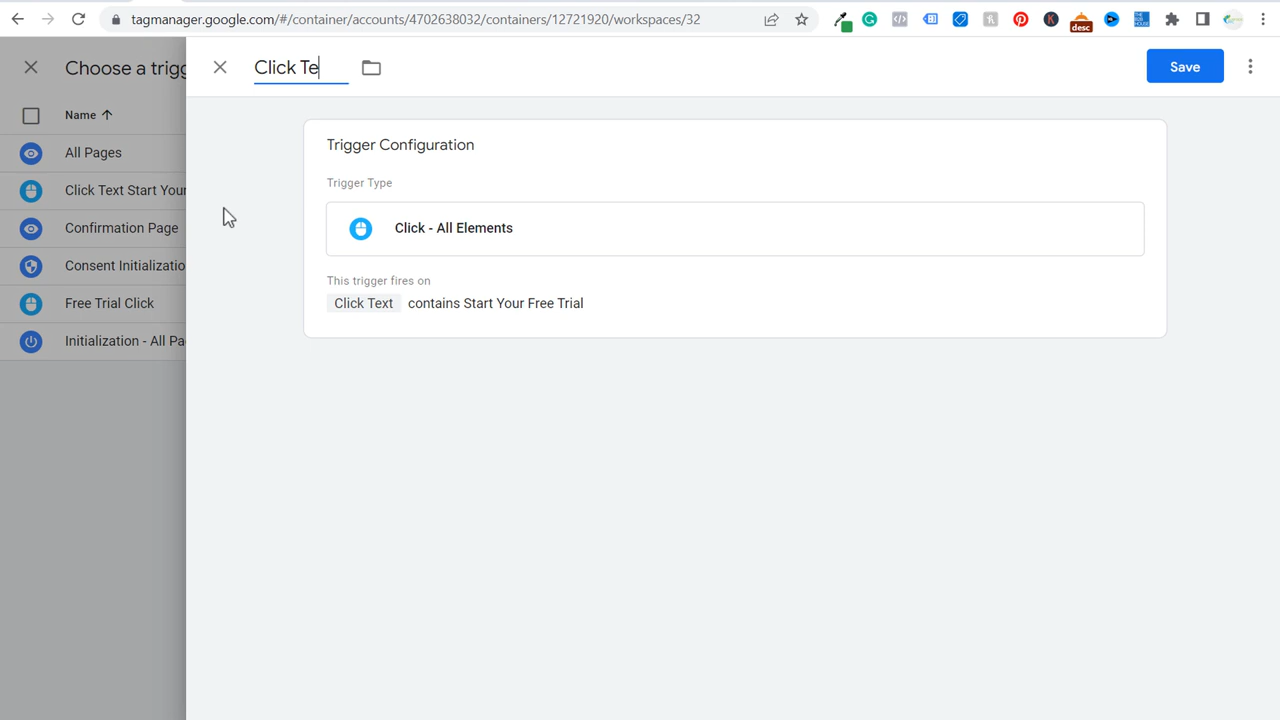 tagmanager.google.com/#/container/accounts/4702638032/containers/12721920/workspaces/32
desc
Choose a trigg
Click Te
Save
Name
All Pages
Click Text Start Your
Confirmation Page
Consent Initializatio
Free Trial Click
Initialization - All Pa
Trigger Configuration
Trigger Type
Click - All Elements
This trigger fires on
Click Text contains Start Your Free Trial